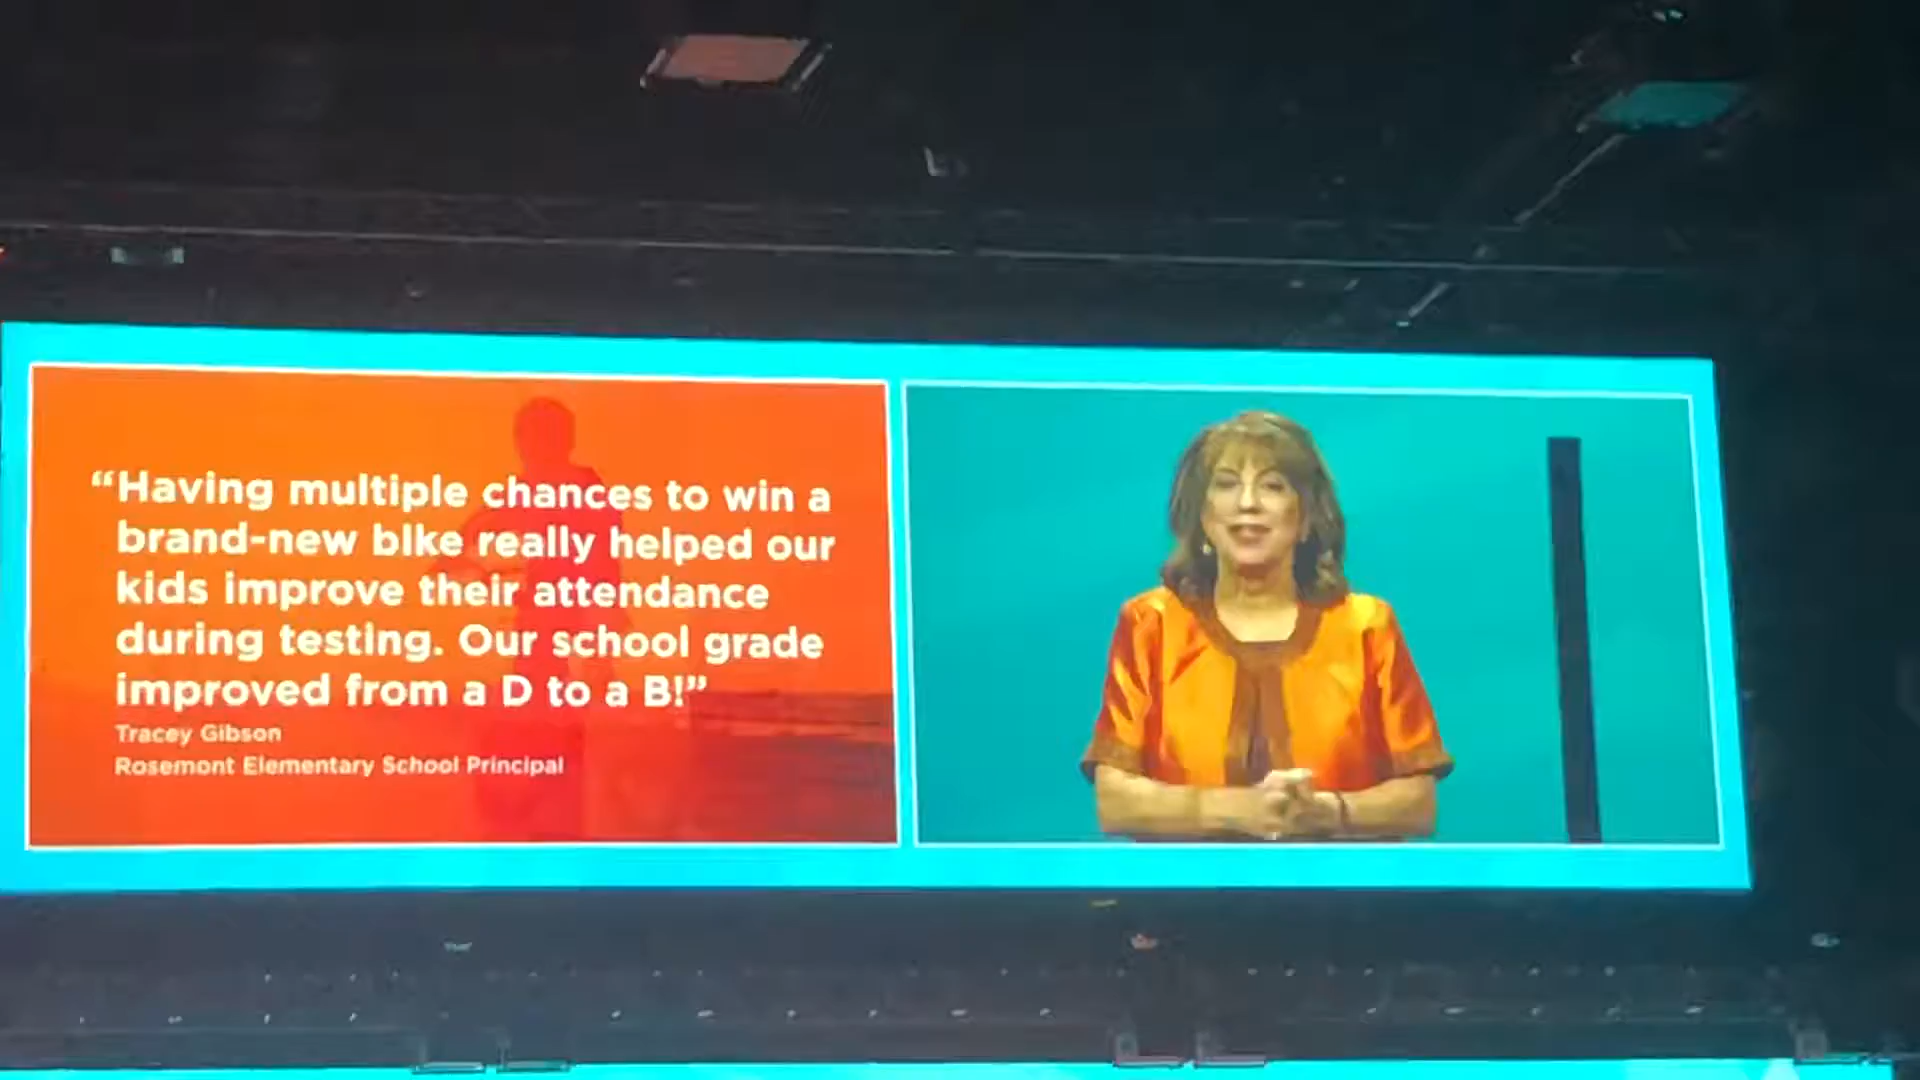 “Having multiple chances to win a
brand-new bike really helped our
kids improve their attendance
during testing. Our school grade
improved from a D to a B!”
Tracey Gibson
Rosemont Elementary School Principal